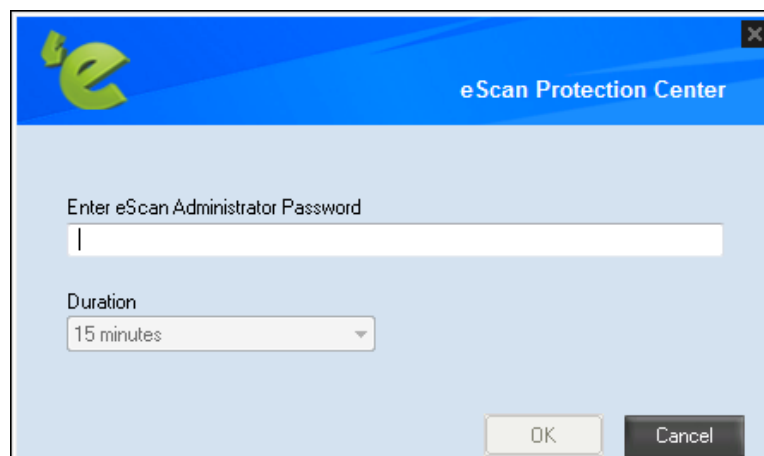 eScan Protection Center
Enter eScan Administrator Password
Duration
15 minutes
OK
Cancel